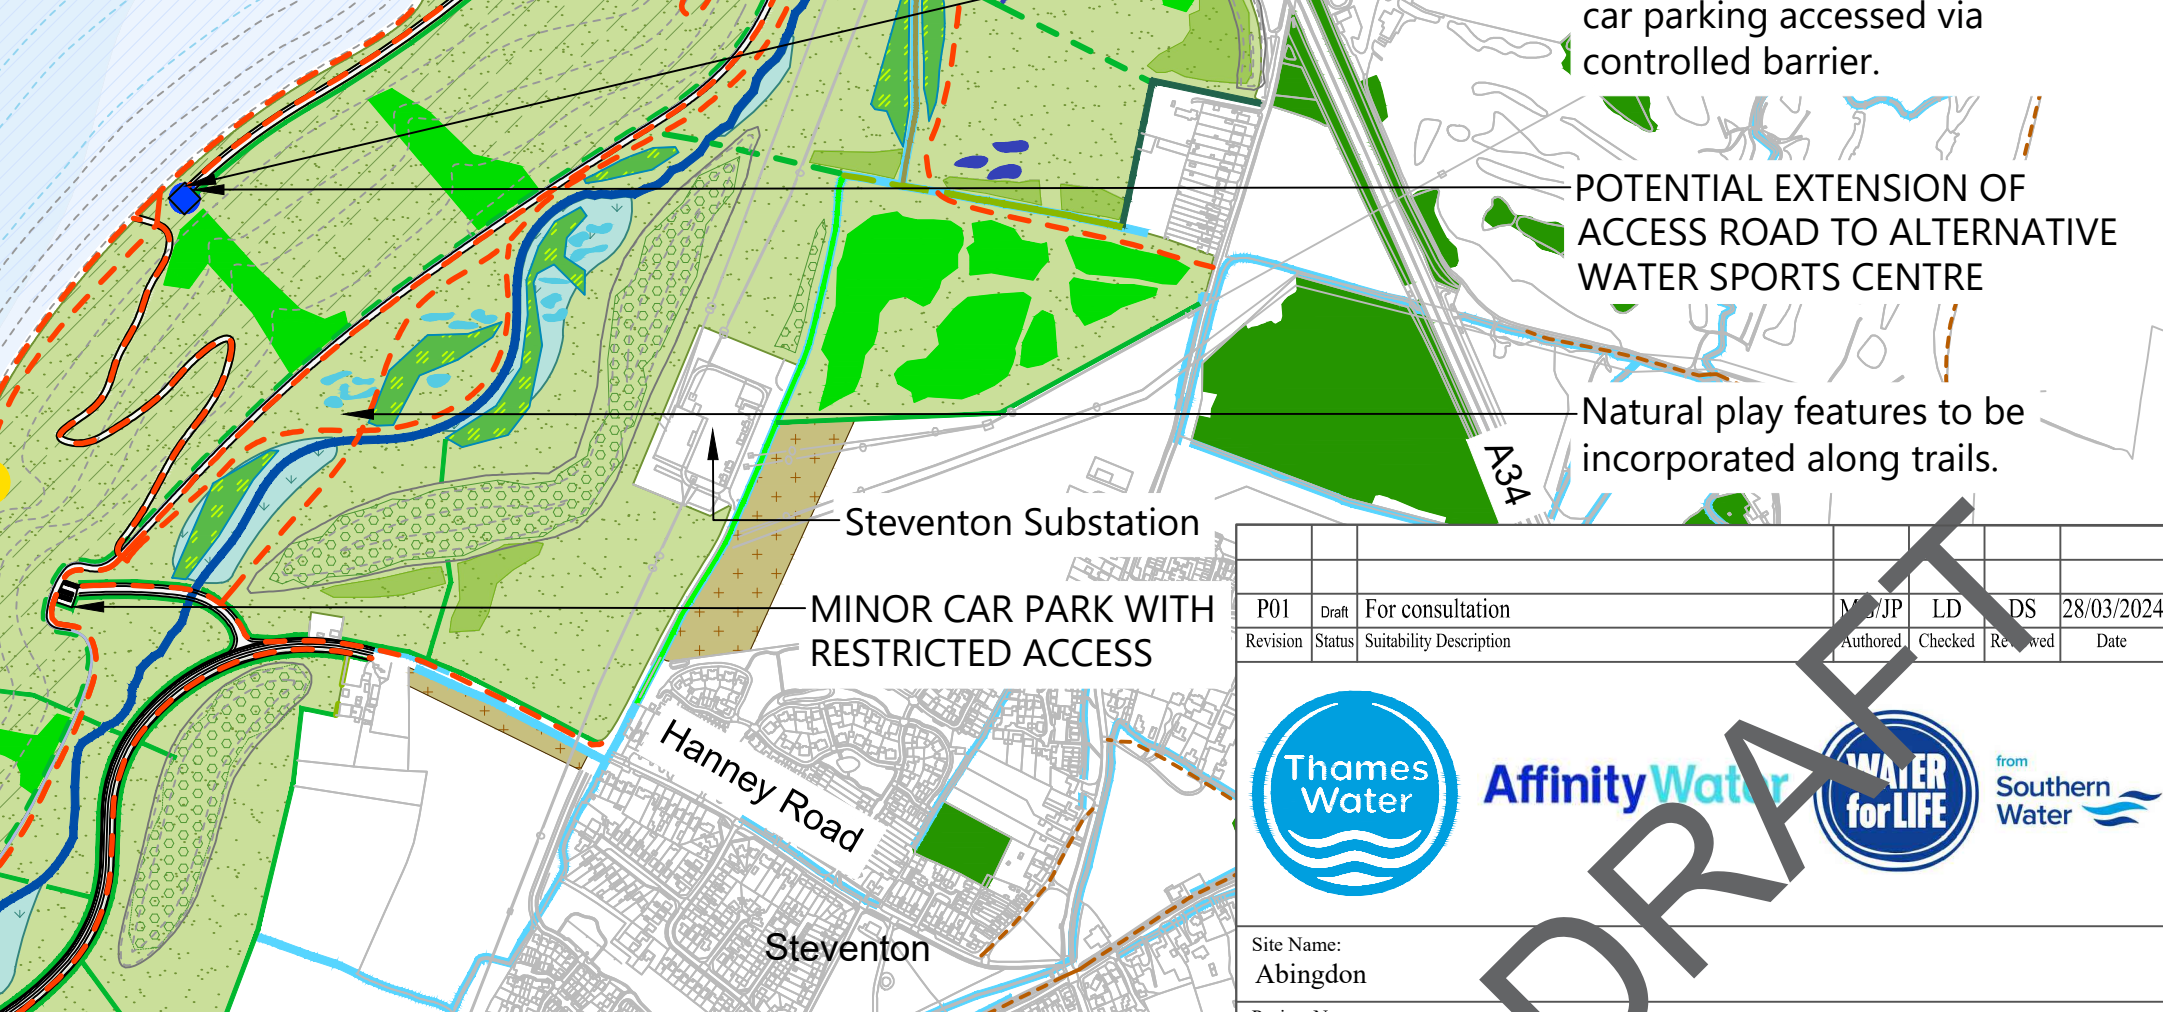 car parking accessed via
controlled barrier.
POTENTIAL EXTENSION OF
ACCESS ROAD TO ALTERNATIVE
WATER SPORTS CENTRE
Natural play features to be
incorporated along trails.
A34
Steventon Substation
MINOR CAR PARK WITH
RESTRICTED ACCESS
Hanney Road
Steventon
P01 Draft For consultation /JP LD DS 28/03/2024
Revision Status Suitability Description Authored Checked Reviewed Date
Thames
Water
AffinityWater
WATER
for LIFE
from
Southern
Water
Site Name:
Abingdon
DRAFT